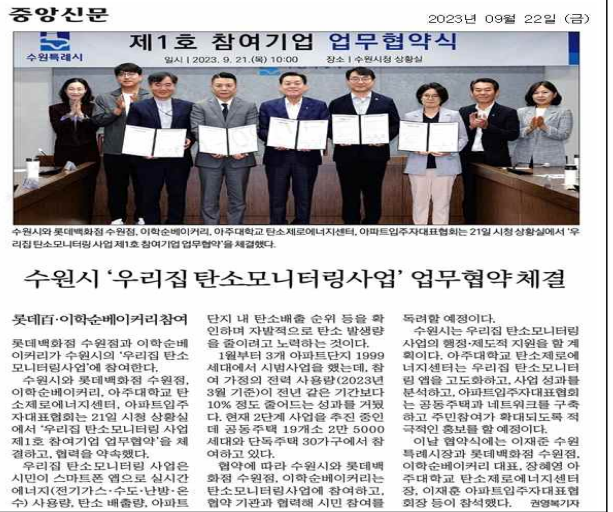 중앙신문
2023년 09월 22일 (금)
수원특례시
제1호 참여기업 업무협약식
일시 | 2023. 9. 21.(목) 10:00 장소 | 수원시청 상황실
수원시와 롯데백화점 수원점, 이학순베이커리, 아주대학교 탄소제로에너지센터, 아파트입주자대표협회는 21일 시청 상황실에서 ‘우
리집 탄소모니터링 사업 제1호 참여기업 업무협약’을 체결했다.
수원시 ‘우리집 탄소모니터링사업’ 업무협약 체결
롯데百·이학순베이커리 참여
롯데백화점 수원점과 이학순베
이커리가 수원시의 ‘우리집 탄소
모니터링사업’에 참여한다.
수원시와 롯데백화점 수원점,
이학순베이커리, 아주대학교 탄
소제로에너지센터, 아파트입주
자대표협회는 21일 시청 상황실
에서 ‘우리집 탄소모니터링 사업
제1호 참여기업 업무협약’을 체
결하고, 협력을 약속했다.
우리집 탄소모니터링 사업은
시민이 스마트폰 앱으로 실시간
에너지(전기가스·수도·난방·온
수) 사용량, 탄소 배출량, 아파트
단지 내 탄소배출 순위 등을 확
인하며 자발적으로 탄소 발생량
을 줄이려고 노력하는 것이다.
1월부터 3개 아파트단지 1999
세대에서 시범사업을 했는데, 참
여 가정의 전력 사용량(2023년
3월 기준)이 전년 같은 기간보다
10% 정도 줄어드는 성과를 거뒀
다. 현재 2단계 사업을 추진 중인
데 공동주택 19개소 2만 5000
세대와 단독주택 30가구에서 참
여하고 있다.
협약에 따라 수원시와 롯데백
화점 수원점, 이학순베이커리는
탄소모니터링사업에 참여하고,
협약 기관과 협력해 시민 참여를
독려할 예정이다.
수원시는 우리집 탄소모니터링
사업의 행정·제도적 지원을 할 계
획이다. 아주대학교 탄소제로에
너지센터는 우리집 탄소모니터
링 앱을 고도화하고, 사업 성과를
분석하고, 아파트입주자대표협회
는 공동주택과 네트워크를 구축
하고 주민참여가 확대되도록 적
극적인 홍보를 할 예정이다.
이날 협약식에는 이재준 수원
특례시장과 롯데백화점 수원점,
이학순베이커리 대표, 장혜영 아
주대학교 탄소제로에너지센터
장, 이재훈 아파트입주자대표협
회장 등이 참석했다. 권영복기자